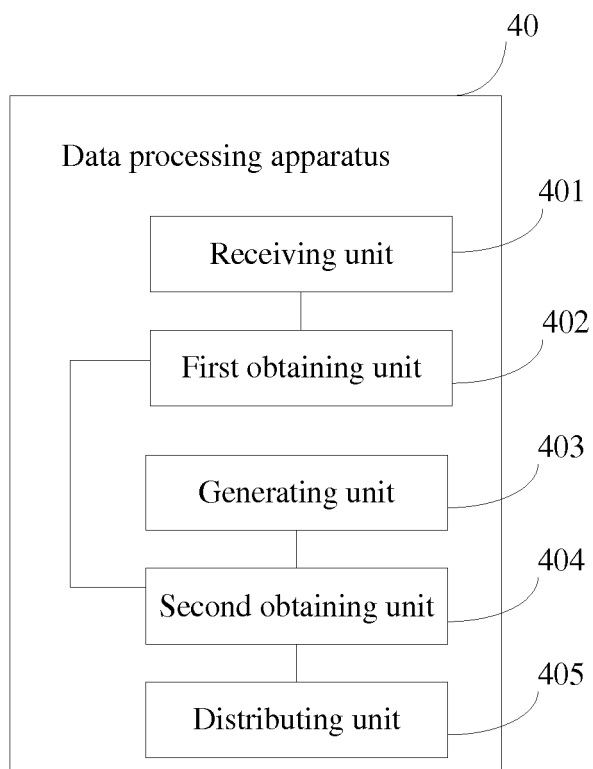 40
Data processing apparatus
401
Receiving unit
402
First obtaining unit
403
Generating unit
404
Second obtaining unit
405
Distributing unit